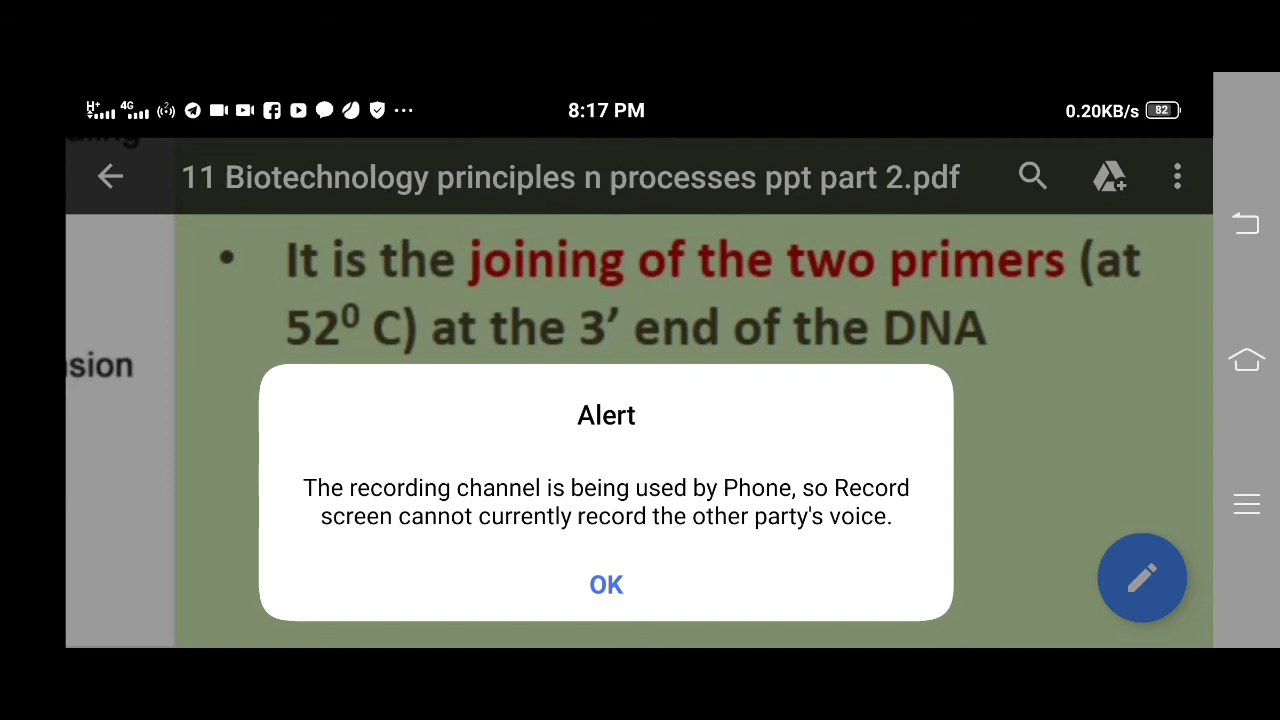 H+ 4G 2 ... 8:17 PM 0.20KB/s 82
11 Biotechnology principles n processes ppt part 2.pdf
• It is the joining of the two primers (at
52⁰ C) at the 3’ end of the DNA
sion
Alert
The recording channel is being used by Phone, so Record
screen cannot currently record the other party's voice.
OK